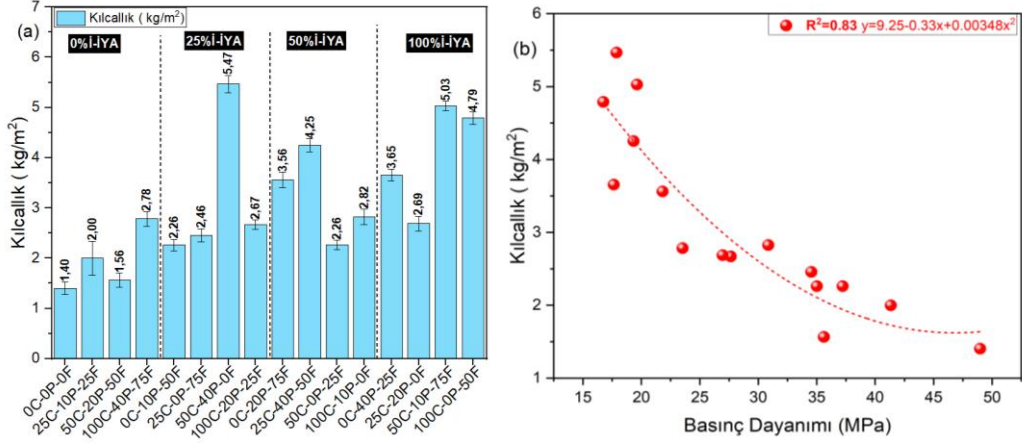 (a)
Kılcallık ( kg/m²)
0%İ-İYA
25%İ-İYA
50%İ-İYA
100%İ-İYA
Kılcallık ( kg/m²)
7
6
5
4
3
2
1
0
1,40
2,00
1,56
2,78
2,26
2,46
5,47
2,67
3,56
4,25
2,26
2,82
3,65
2,69
5,03
4,79
0C-0P-0F
25C-10P-25F
50C-20P-50F
100C-40P-75F
0C-10P-50F
25C-0P-75F
50C-40P-0F
100C-20P-25F
0C-20P-75F
25C-40P-50F
50C-0P-25F
100C-10P-0F
0C-40P-25F
25C-20P-0F
50C-10P-75F
100C-0P-50F
(b)
R²=0.83 y=9.25-0.33x+0.00348x²
Kılcallık ( kg/m²)
6
5
4
3
2
1
15 20 25 30 35 40 45 50
Basınç Dayanımı (MPa)